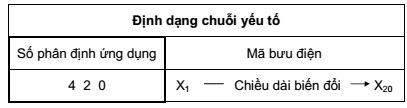 Định dạng chuỗi yếu tố
Số phân định ứng dụng Mã bưu điện
4 2 0 X1 Chiều dài biến đổi X20